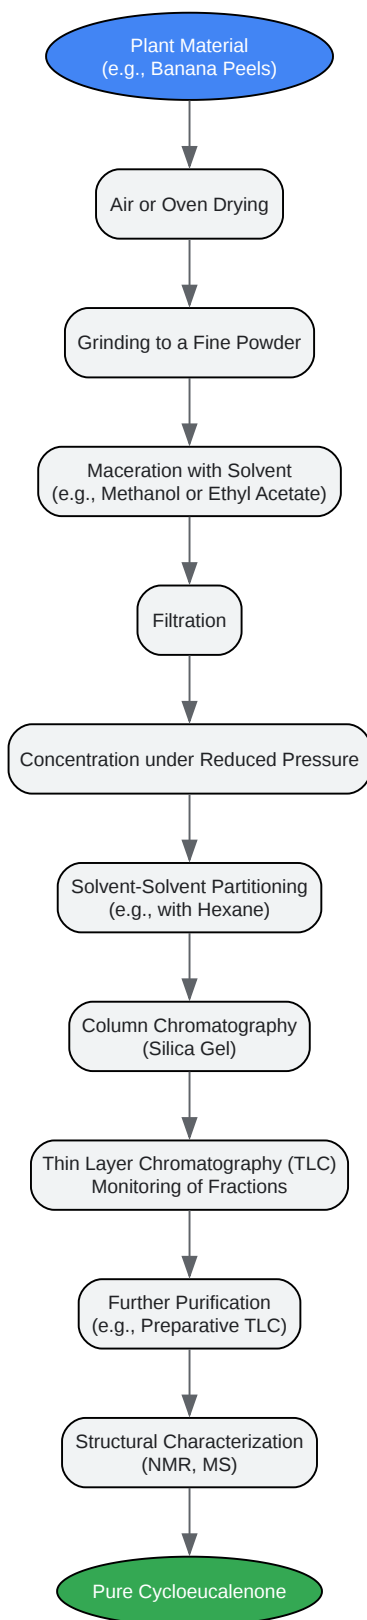 Plant Material
(e.g., Banana Peels)
Air or Oven Drying
Grinding to a Fine Powder
Maceration with Solvent
(e.g., Methanol or Ethyl Acetate)
Filtration
Concentration under Reduced Pressure
Solvent-Solvent Partitioning
(e.g., with Hexane)
Column Chromatography
(Silica Gel)
Thin Layer Chromatography (TLC)
Monitoring of Fractions
Further Purification
(e.g., Preparative TLC)
Structural Characterization
(NMR, MS)
Pure Cycloeucalenone